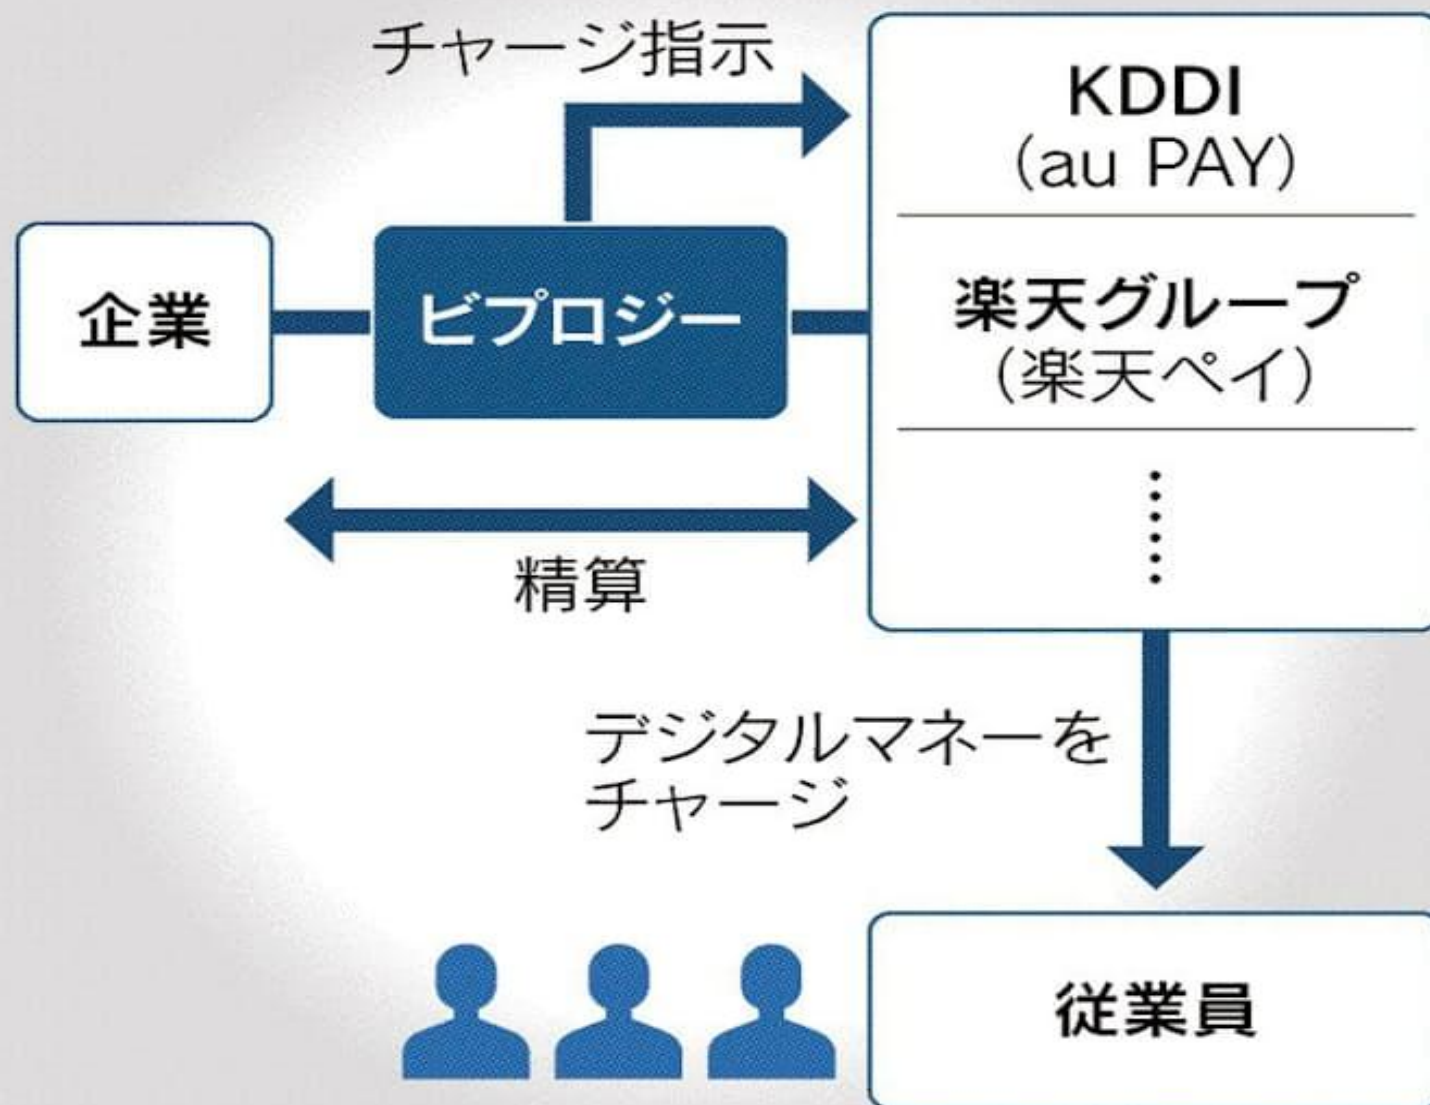 チャージ指示
KDDI
(au PAY)
企業
ビプロジー
楽天グループ
(楽天ペイ)
……
精算
デジタルマネーを
チャージ
従業員